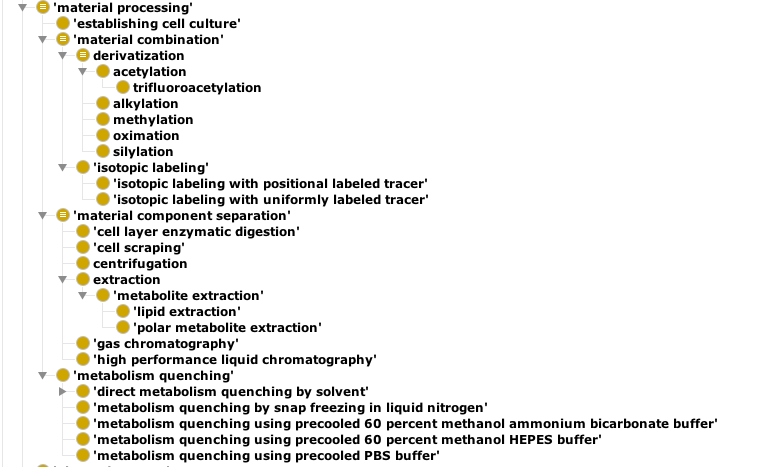 'material processing'
'establishing cell culture'
'material combination'
derivatization
acetylation
trifluoroacetylation
alkylation
methylation
oximation
silylation
'isotopic labeling'
'isotopic labeling with positional labeled tracer'
'isotopic labeling with uniformly labeled tracer'
'material component separation'
'cell layer enzymatic digestion'
'cell scraping'
centrifugation
extraction
'metabolite extraction'
'lipid extraction'
'polar metabolite extraction'
'gas chromatography'
'high performance liquid chromatography'
'metabolism quenching'
'direct metabolism quenching by solvent'
'metabolism quenching by snap freezing in liquid nitrogen'
'metabolism quenching using precooled 60 percent methanol ammonium bicarbonate buffer'
'metabolism quenching using precooled 60 percent methanol HEPES buffer'
'metabolism quenching using precooled PBS buffer'